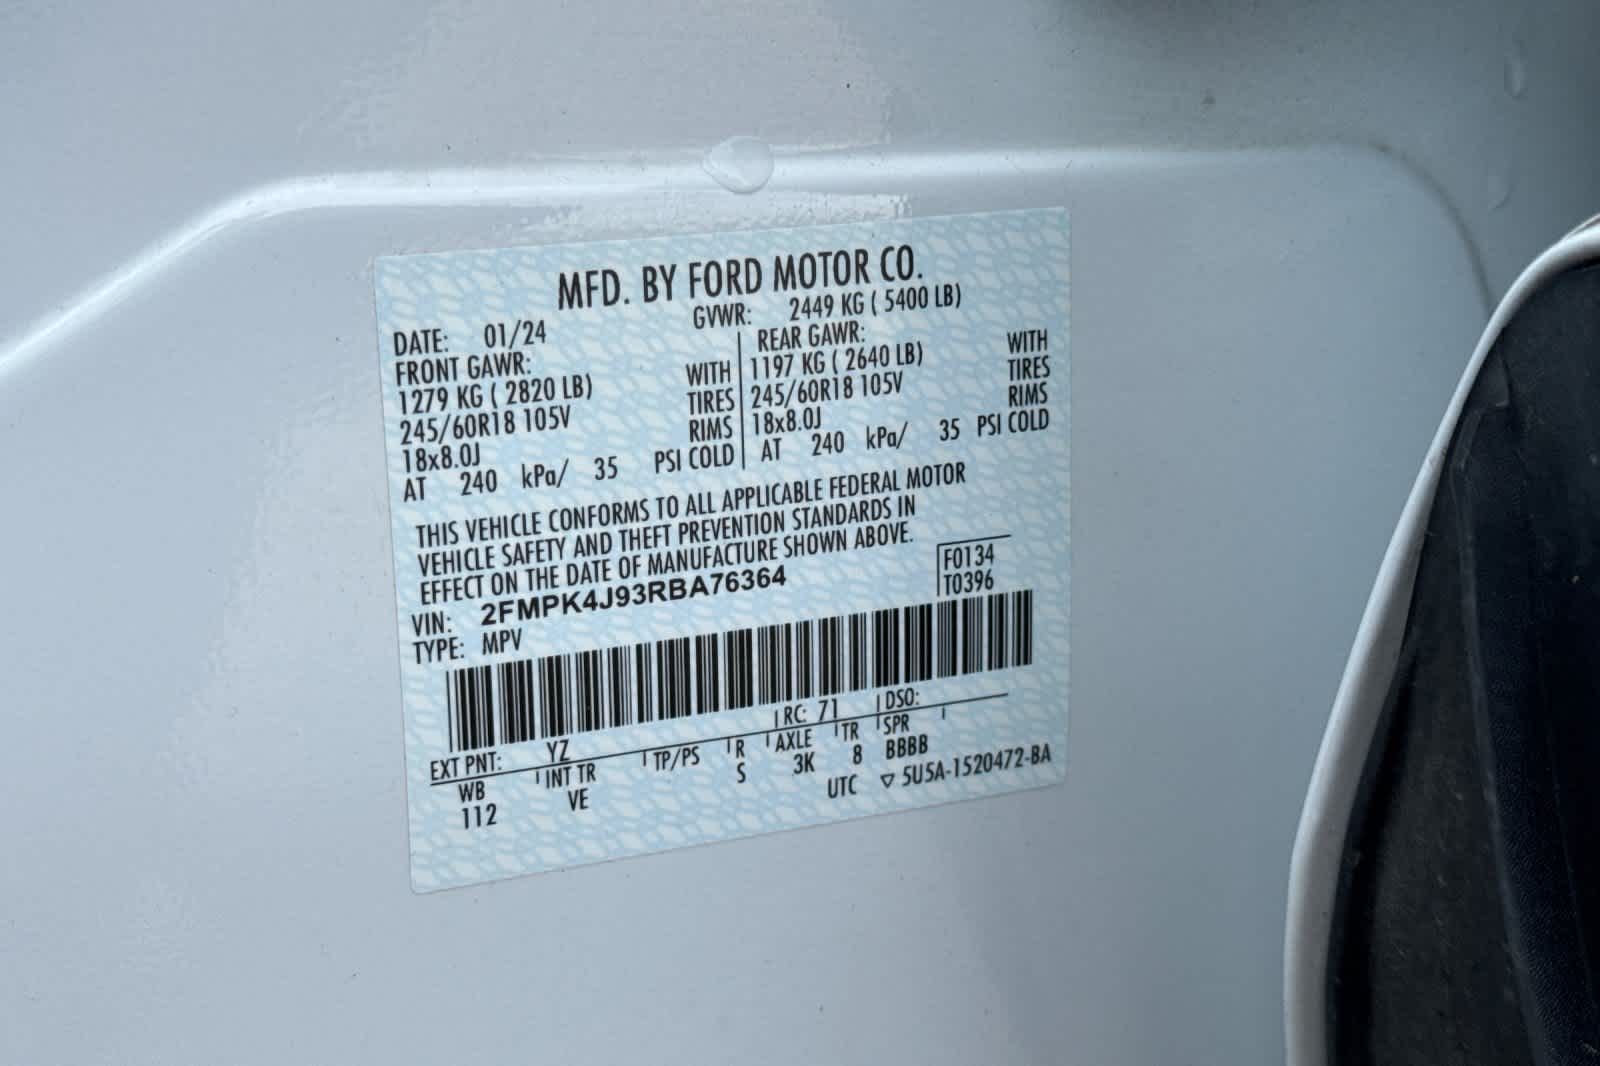 MFD. BY FORD MOTOR CO.
DATE: 01/24 GVWR: 2449 KG ( 5400 LB)
FRONT GAWR: REAR GAWR:
1279 KG ( 2820 LB) WITH 1197 KG ( 2640 LB) WITH
245/60R18 105V TIRES 245/60R18 105V TIRES
18x8.0J RIMS 18x8.0J RIMS
AT 240 kPa/ 35 PSI COLD AT 240 kPa/ 35 PSI COLD
THIS VEHICLE CONFORMS TO ALL APPLICABLE FEDERAL MOTOR
VEHICLE SAFETY AND THEFT PREVENTION STANDARDS IN
EFFECT ON THE DATE OF MANUFACTURE SHOWN ABOVE.
VIN: 2FMPK4J93RBA76364 F0134
TYPE: MPV T0396
EXT PNT: YZ RC: 71 DSO:
WB INT TR TP/PS R AXLE TR SPR
112 VE S 3K 8 BBBB
UTC ▽ 5U5A-1520472-BA